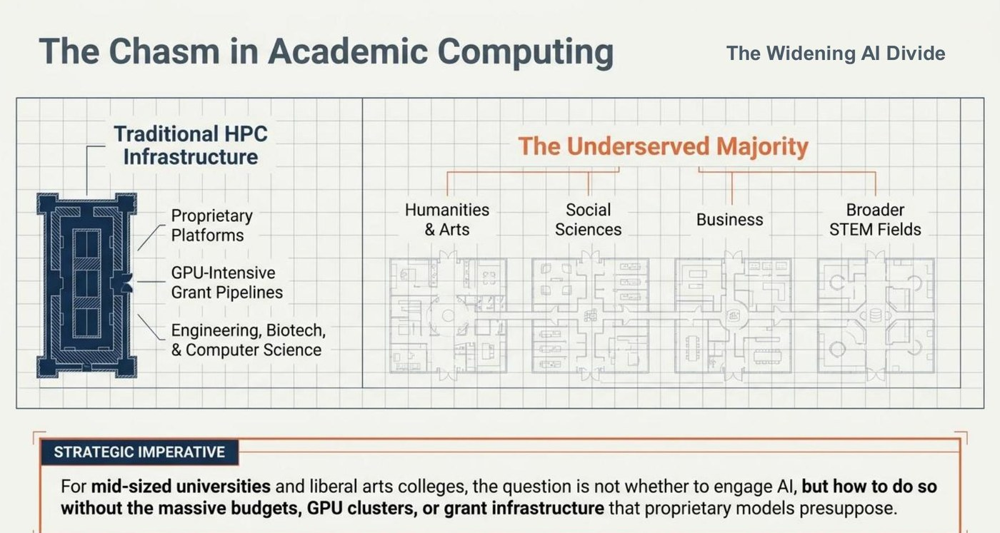 The Chasm in Academic Computing
The Widening AI Divide
Traditional HPC
Infrastructure
Proprietary
Platforms
GPU-Intensive
Grant Pipelines
Engineering, Biotech,
& Computer Science
The Underserved Majority
Humanities
& Arts
Social
Sciences
Business
Broader
STEM Fields
STRATEGIC IMPERATIVE
For mid-sized universities and liberal arts colleges, the question is not whether to engage AI, but how to do so
without the massive budgets, GPU clusters, or grant infrastructure that proprietary models presuppose.